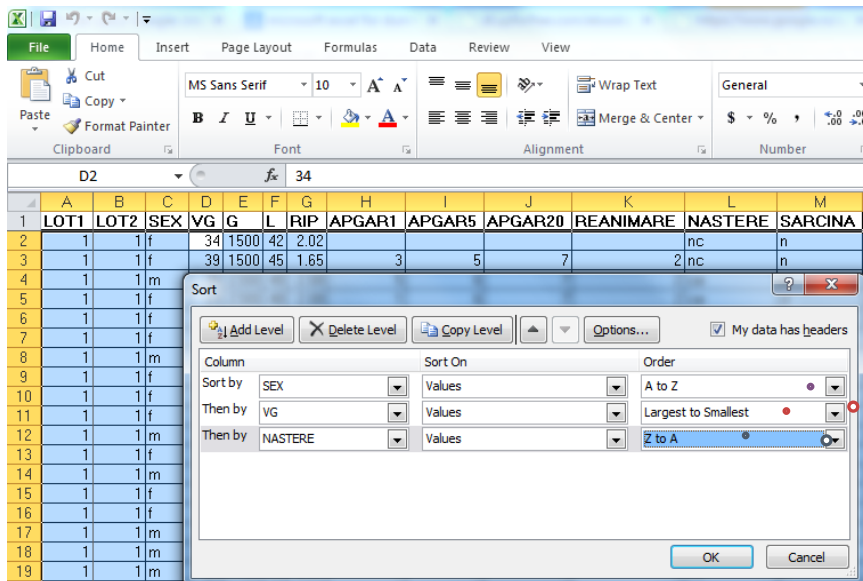 File Home Insert Page Layout Formulas Data Review View
Cut
Copy
Format Painter
Paste
MS Sans Serif 10 A A
B I U A
Wrap Text
Merge & Center
General
$ % , .0 .00
Clipboard Font Alignment Number
D2 fx 34
A B C D E F G H I J K L M
1 LOT1 LOT2 SEX VG G L RIP APGAR1 APGAR5 APGAR20 REANIMARE NASTERE SARCINA
2 1 1 f 34 1500 42 2.02 nc n
3 1 1 f 39 1500 45 1.65 3 5 7 2 nc n
4 1 1 m
5 1 1 f
6 1 1 f
7 1 1 f
8 1 1 m
9 1 1 f
10 1 1 f
11 1 1 f
12 1 1 m
13 1 1 f
14 1 1 m
15 1 1 f
16 1 1 f
17 1 1 m
18 1 1 m
19 1 1 m
Sort
Add Level Delete Level Copy Level Options... My data has headers
Column Sort On Order
Sort by SEX Values A to Z
Then by VG Values Largest to Smallest
Then by NASTERE Values Z to A
OK Cancel